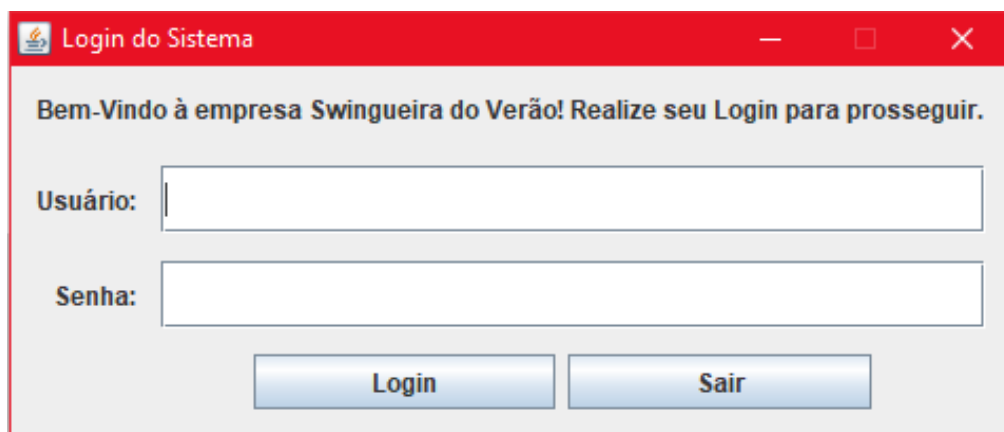 Login do Sistema
Bem-Vindo à empresa Swingueira do Verão! Realize seu Login para prosseguir.
Usuário:
Senha:
Login Sair